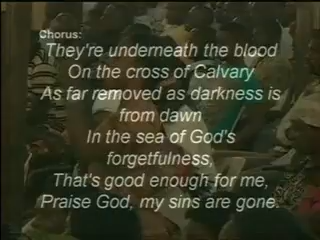 Chorus:
They're underneath the blood
On the cross of Calvary
As far removed as darkness is
from dawn
In the sea of God's
forgetfulness,
That's good enough for me,
Praise God, my sins are gone.